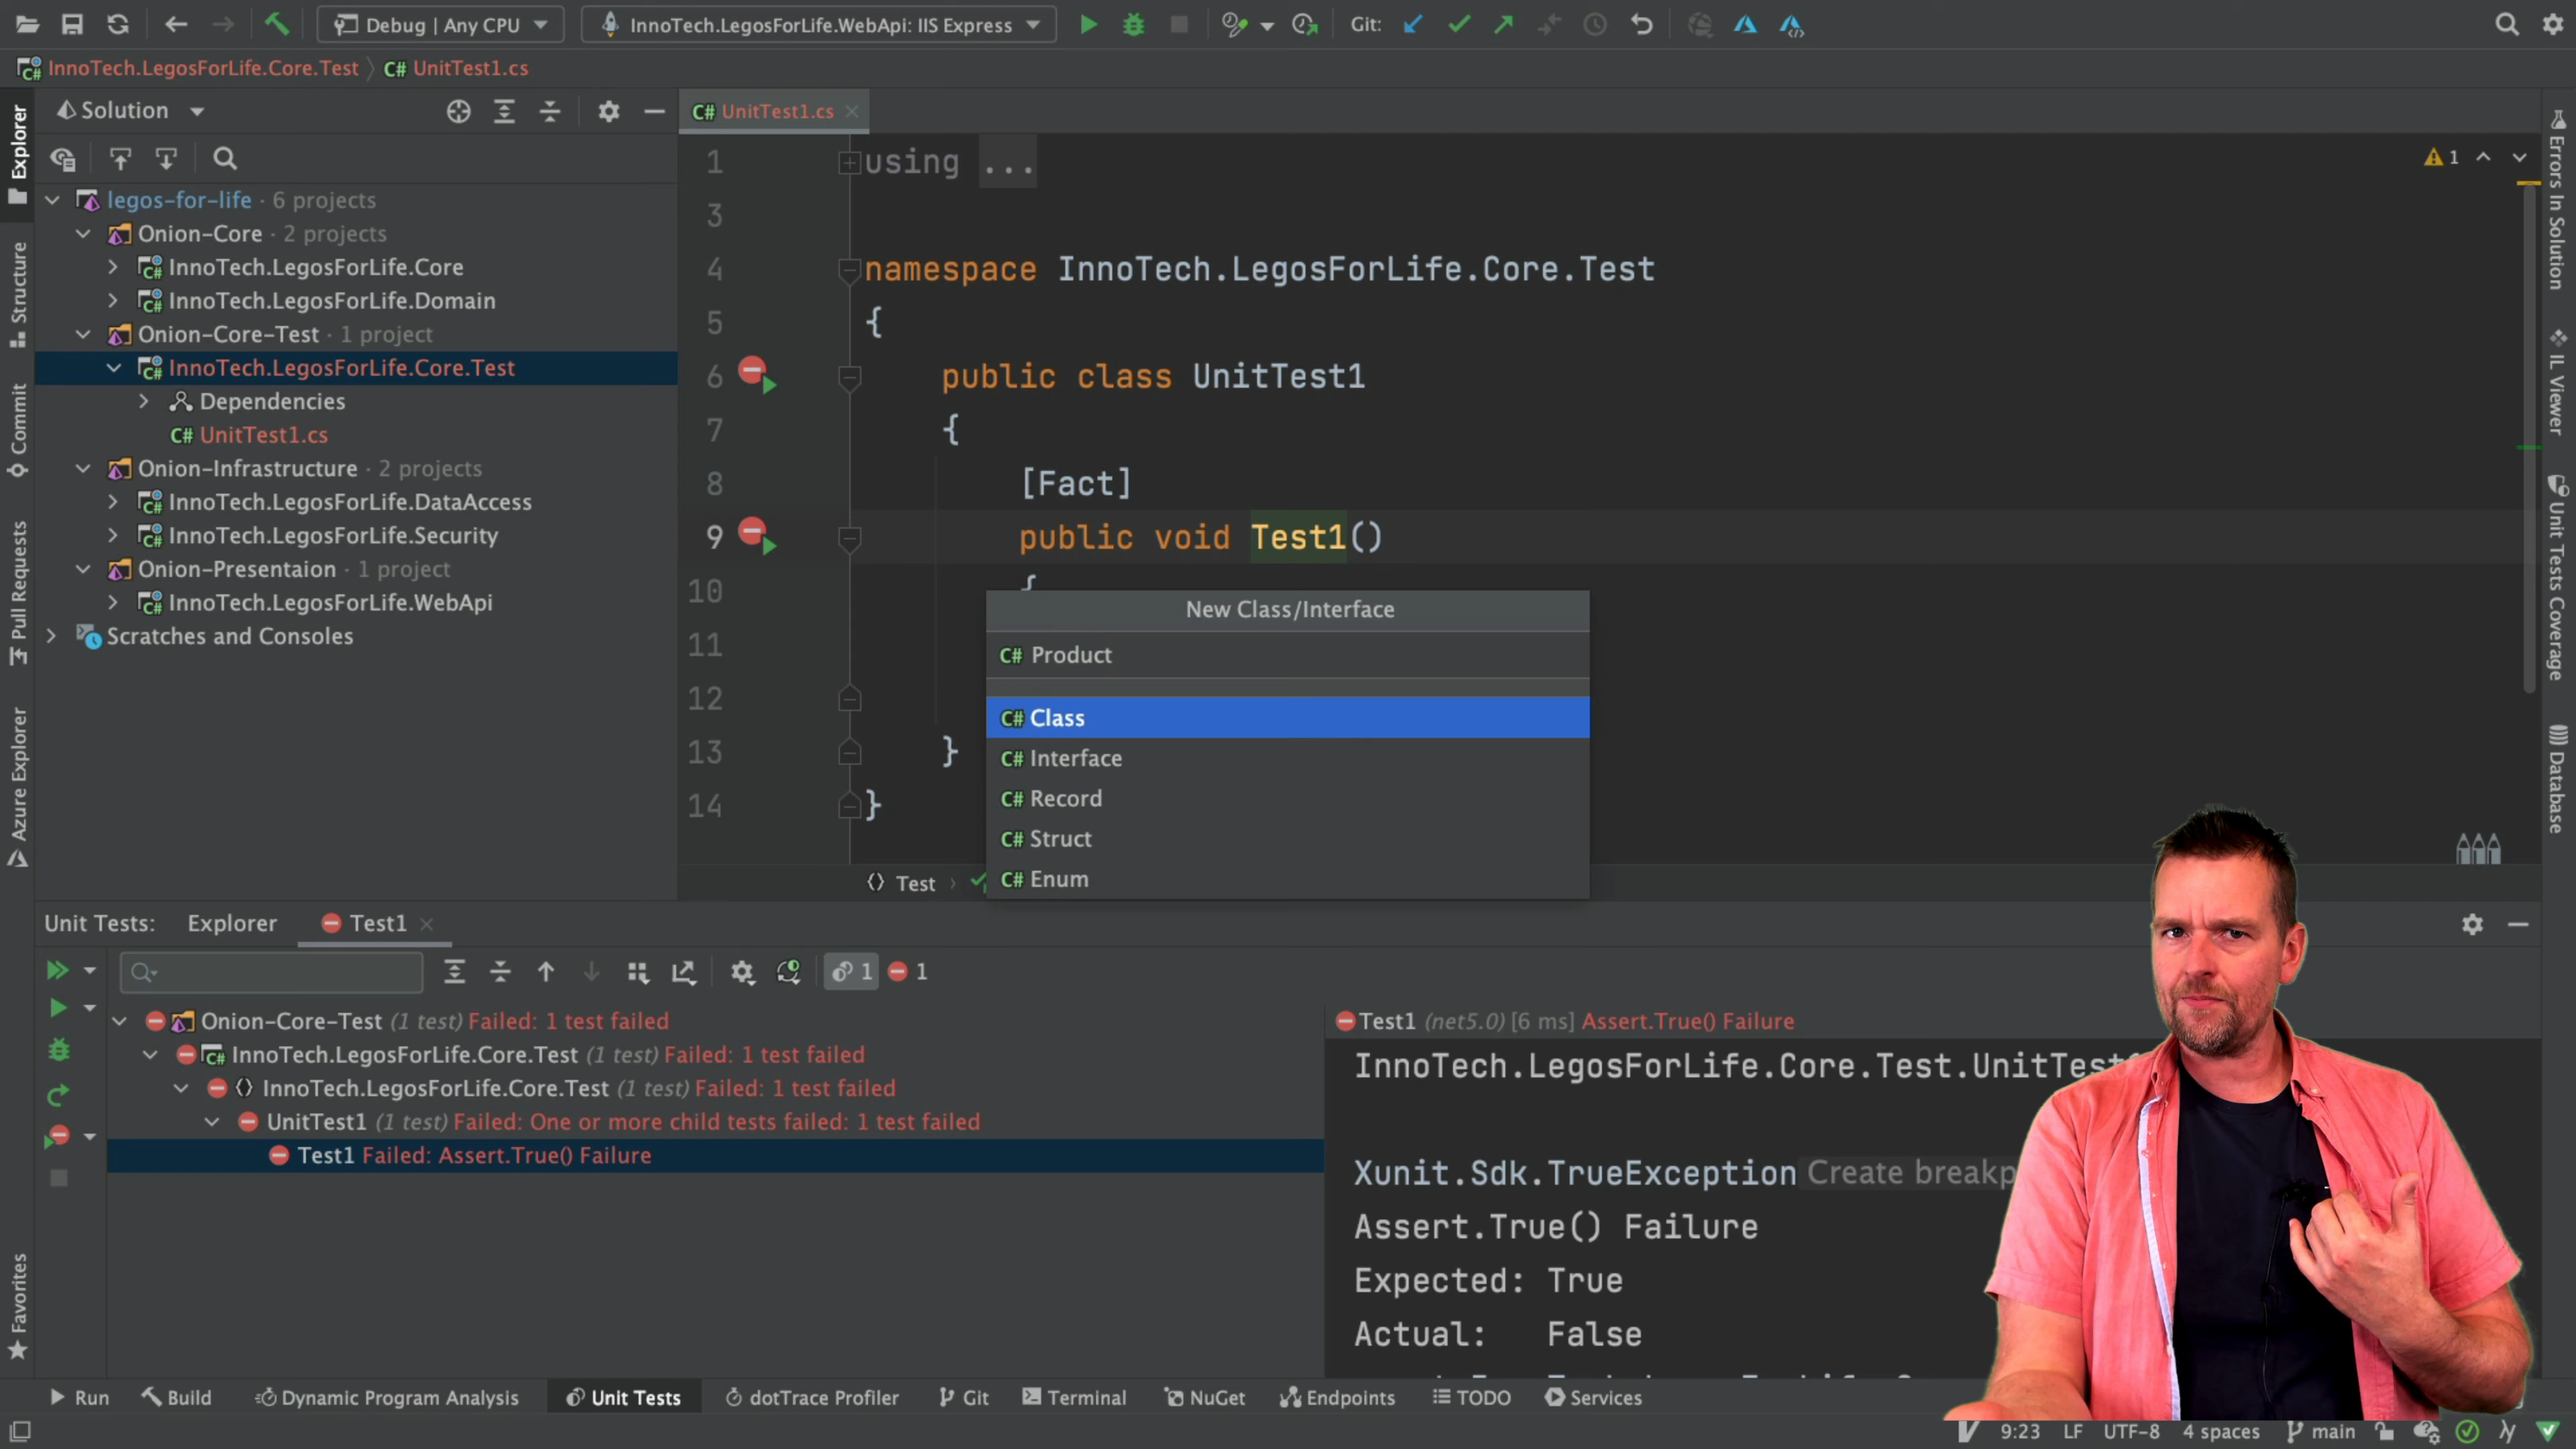 Debug | Any CPU
InnoTech.LegosForLife.WebApi: IIS Express
Git:
InnoTech.LegosForLife.Core.Test
C# UnitTest1.cs
Explorer
Structure
Commit
Pull Requests
Azure Explorer
Favorites
Solution
legos-for-life · 6 projects
Onion-Core · 2 projects
InnoTech.LegosForLife.Core
InnoTech.LegosForLife.Domain
Onion-Core-Test · 1 project
InnoTech.LegosForLife.Core.Test
Dependencies
C# UnitTest1.cs
Onion-Infrastructure · 2 projects
InnoTech.LegosForLife.DataAccess
InnoTech.LegosForLife.Security
Onion-Presentaion · 1 project
InnoTech.LegosForLife.WebApi
Scratches and Consoles
C# UnitTest1.cs
1 using ...
3
4 namespace InnoTech.LegosForLife.Core.Test
5 {
6 public class UnitTest1
7 {
8 [Fact]
9 public void Test1()
10 {
11
12
13 }
14 }
1
New Class/Interface
C# Product
C# Class
C# Interface
C# Record
C# Struct
C# Enum
Test
Errors In Solution
IL Viewer
Unit Tests Coverage
Database
Unit Tests:
Explorer
Test1
1
1
Onion-Core-Test (1 test) Failed: 1 test failed
InnoTech.LegosForLife.Core.Test (1 test) Failed: 1 test failed
InnoTech.LegosForLife.Core.Test (1 test) Failed: 1 test failed
UnitTest1 (1 test) Failed: One or more child tests failed: 1 test failed
Test1 Failed: Assert.True() Failure
Test1 (net5.0) [6 ms] Assert.True() Failure
InnoTech.LegosForLife.Core.Test.UnitTest1
Xunit.Sdk.TrueException Create breakp
Assert.True() Failure
Expected: True
Actual: False
Run
Build
Dynamic Program Analysis
Unit Tests
dotTrace Profiler
Git
Terminal
NuGet
Endpoints
TODO
Services
9:23
LF
UTF-8
4 spaces
main